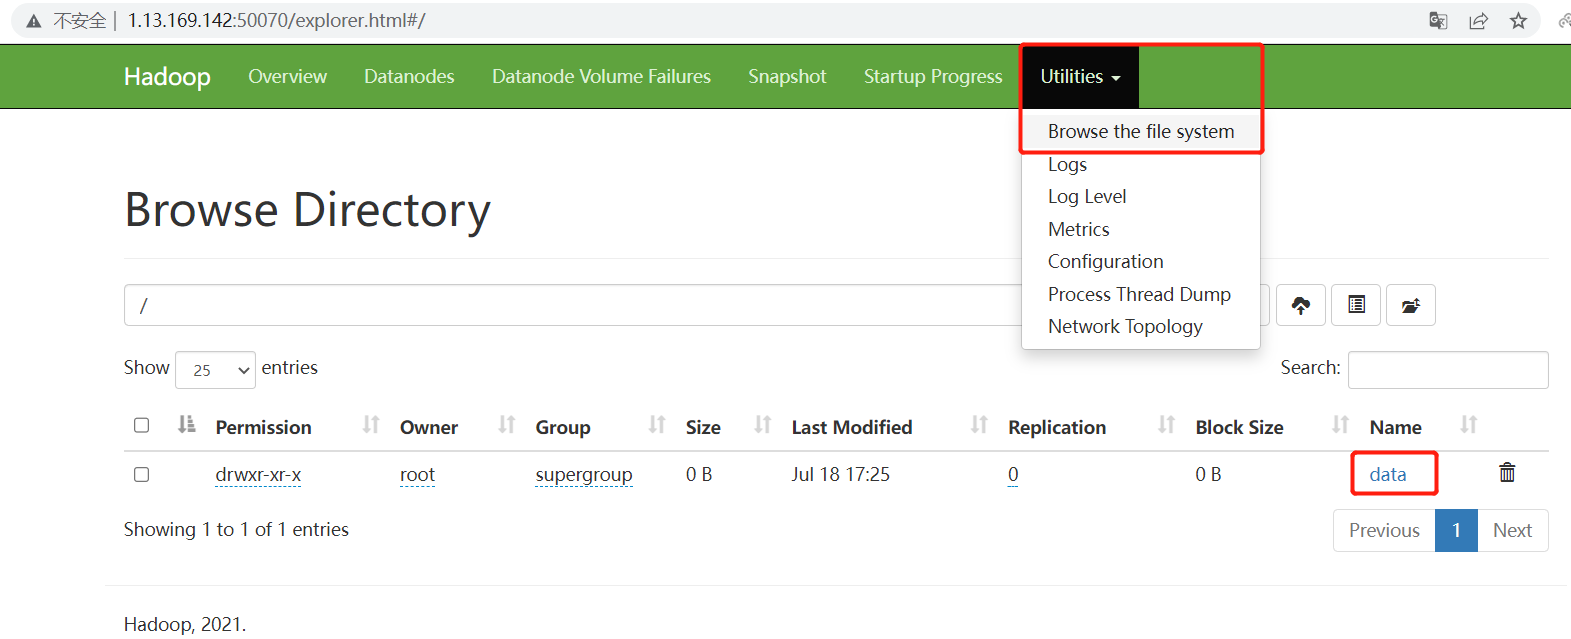 不安全 | 1.13.169.142:50070/explorer.html#/
Hadoop Overview Datanodes Datanode Volume Failures Snapshot Startup Progress Utilities
Browse the file system
Logs
Log Level
Metrics
Configuration
Process Thread Dump
Network Topology
Browse Directory
/
Show 25 entries Search:
Permission Owner Group Size Last Modified Replication Block Size Name
drwxr-xr-x root supergroup 0 B Jul 18 17:25 0 0 B data
Showing 1 to 1 of 1 entries
Previous 1 Next
Hadoop, 2021.